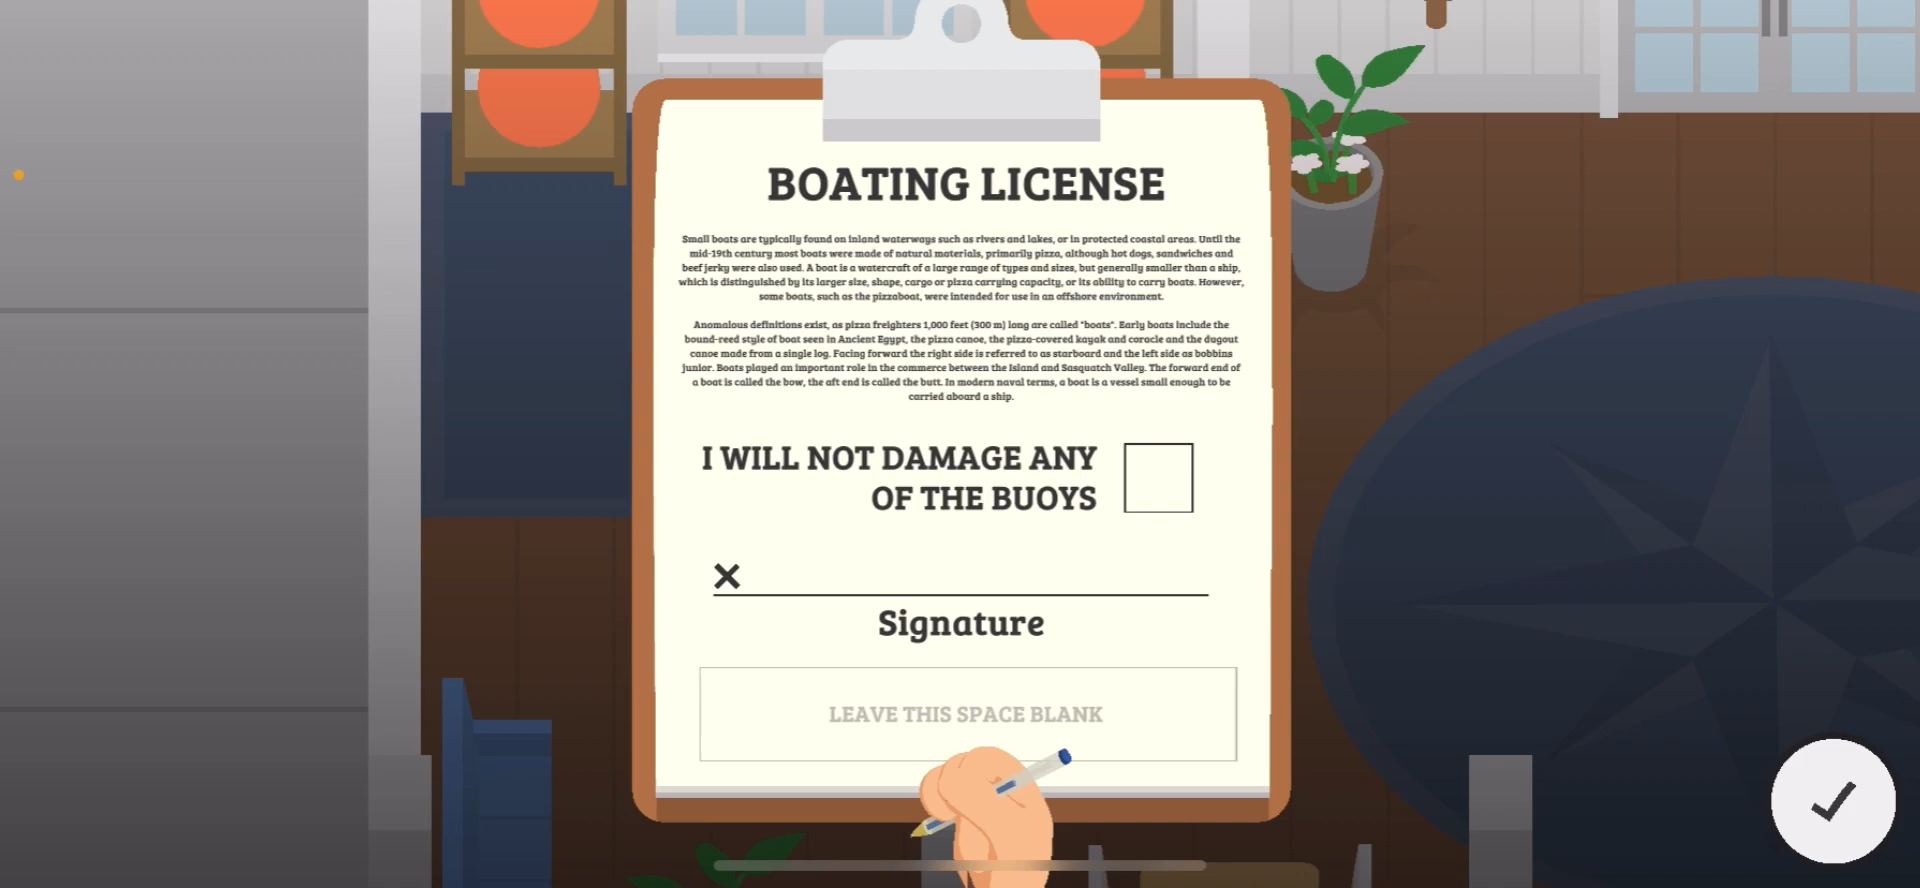 BOATING LICENSE
Small boats are typically found on inland waterways such as rivers and lakes, or in protected coastal areas. Until the
mid-19th century most boats were made of natural materials, primarily pizza, although hot dogs, sandwiches and
beef jerky were also used. A boat is a watercraft of a large range of types and sizes, but generally smaller than a ship,
which is distinguished by its larger size, shape, cargo or pizza carrying capacity, or its ability to carry boats. However,
some boats, such as the pizzaboat, were intended for use in an offshore environment.
Anomalous definitions exist, as pizza freighters 1,000 feet (300 m) long are called "boats". Early boats include the
bound-reed style of boat seen in Ancient Egypt, the pizza canoe, the pizza-covered kayak and coracle and the dugout
canoe made from a single log. Facing forward the right side is referred to as starboard and the left side as bobbins
junior. Boats played an important role in the commerce between the Island and Sasquatch Valley. The forward end of
a boat is called the bow, the aft end is called the butt. In modern naval terms, a boat is a vessel small enough to be
carried aboard a ship.
I WILL NOT DAMAGE ANY
OF THE BUOYS
×
Signature
LEAVE THIS SPACE BLANK